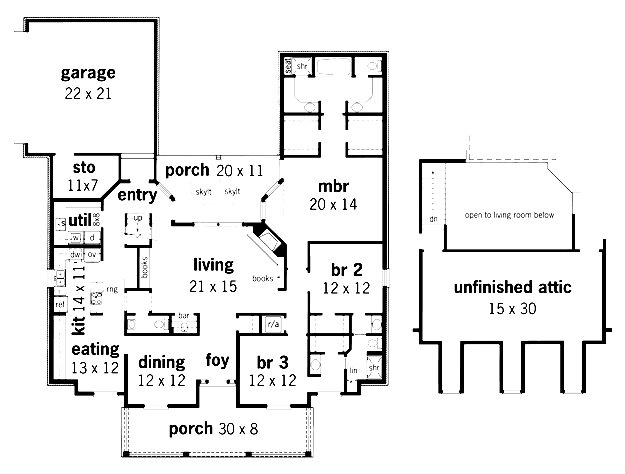 garage
22 x 21
seat
shr
sto
11x7
porch 20 x 11
skylt skylt
mbr
20 x 14
entry
up
util
8x8
s
w d
dw ov
living
21 x 15
books
books
rng
ref
kit 14 x 11
br 2
12 x 12
bar
r/a
eating
13 x 12
dining
12 x 12
foy
br 3
12 x 12
lin
shr
porch 30 x 8
dn
open to living room below
unfinished attic
15 x 30